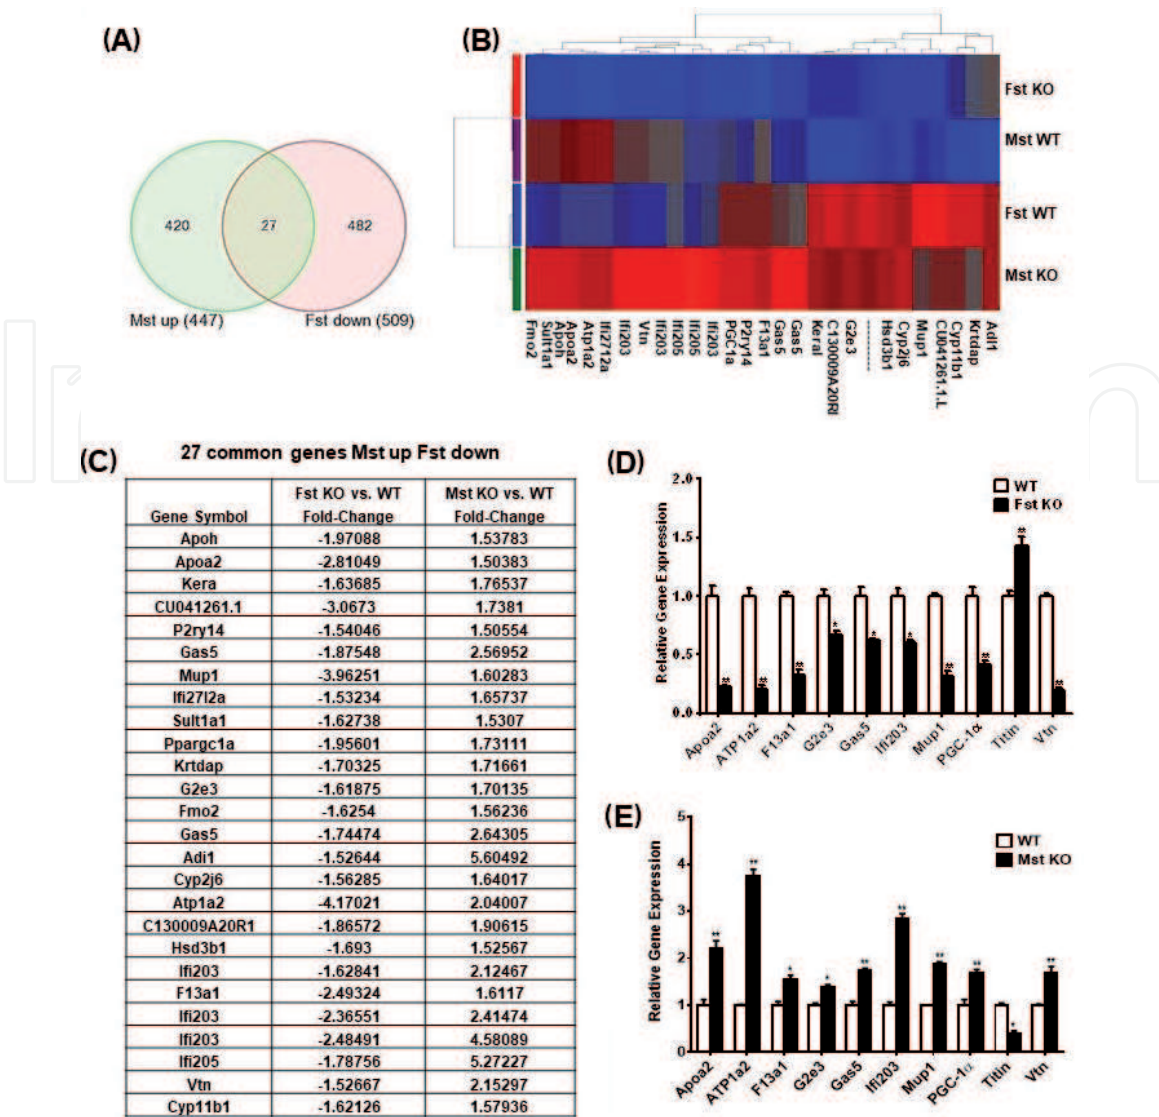 (A)
420
27
482
Mst up (447)
Fst down (509)
(B)
Fst KO
Mst WT
Fst WT
Mst KO
Fmo2
Sult1a1
Apoh
Apoa2
Atp1a2
Ifi2712a
Ifi203
Vtn
Ifi203
Ifi205
Ifi205
Ifi203
PGC1a
P2ry14
F13a1
Gas5
Gas5
Keral
C130009A20RI
G2e3
Hsd3b1
Cyp2j6
Mup1
CU041261.1.L
Cyp11b1
Krtdap
Adl1
(C)
27 common genes Mst up Fst down
Gene Symbol Fst KO vs. WT Fold-Change Mst KO vs. WT Fold-Change
Apoh -1.97088 1.53783
Apoa2 -2.81049 1.50383
Kera -1.63685 1.76537
CU041261.1 -3.0673 1.7381
P2ry14 -1.54046 1.50554
Gas5 -1.87548 2.56952
Mup1 -3.96251 1.60283
Ifi27l2a -1.53234 1.65737
Sult1a1 -1.62738 1.5307
Ppargc1a -1.95601 1.73111
Krtdap -1.70325 1.71661
G2e3 -1.61875 1.70135
Fmo2 -1.6254 1.56236
Gas5 -1.74474 2.64305
Adi1 -1.52644 5.60492
Cyp2j6 -1.56285 1.64017
Atp1a2 -4.17021 2.04007
C130009A20R1 -1.86572 1.90615
Hsd3b1 -1.693 1.52567
Ifi203 -1.62841 2.12467
F13a1 -2.49324 1.6117
Ifi203 -2.36551 2.41474
Ifi203 -2.48491 4.58089
Ifi205 -1.78756 5.27227
Vtn -1.52667 2.15297
Cyp11b1 -1.62126 1.57936
(D)
Relative Gene Expression
2.0
1.5
1.0
0.5
0.0
WT
Fst KO
** ** ** * * * ** ** ** **
Apoa2 ATP1a2 F13a1 G2e3 Gas5 Ifi203 Mup1 PGC-1α Titin Vtn
(E)
Relative Gene Expression
5
4
3
2
1
0
WT
Mst KO
** ** * * ** ** ** ** * **
Apoa2 ATP1a2 F13a1 G2e3 Gas5 Ifi203 Mup1 PGC-1α Titin Vtn